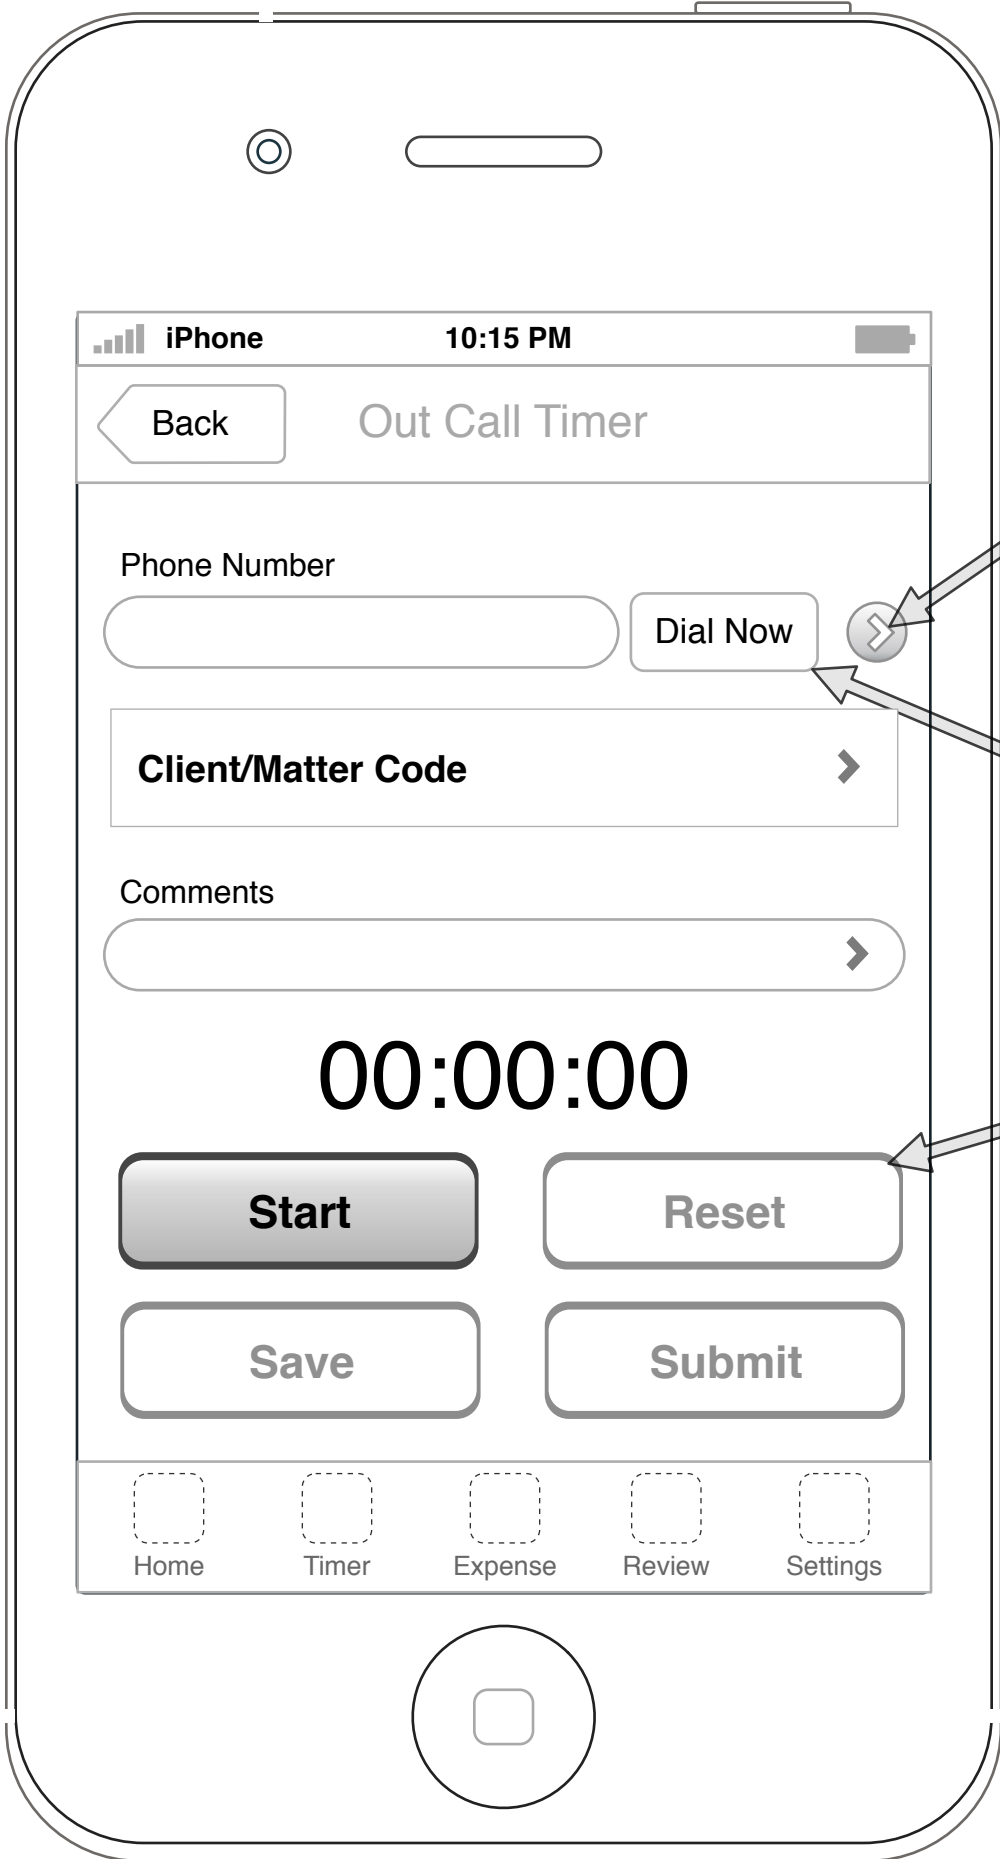 iPhone 10:15 PM
Back Out Call Timer
Phone Number
Dial Now
Client/Matter Code
Comments
00:00:00
Start Reset
Save Submit
Home Timer Expense Review Settings